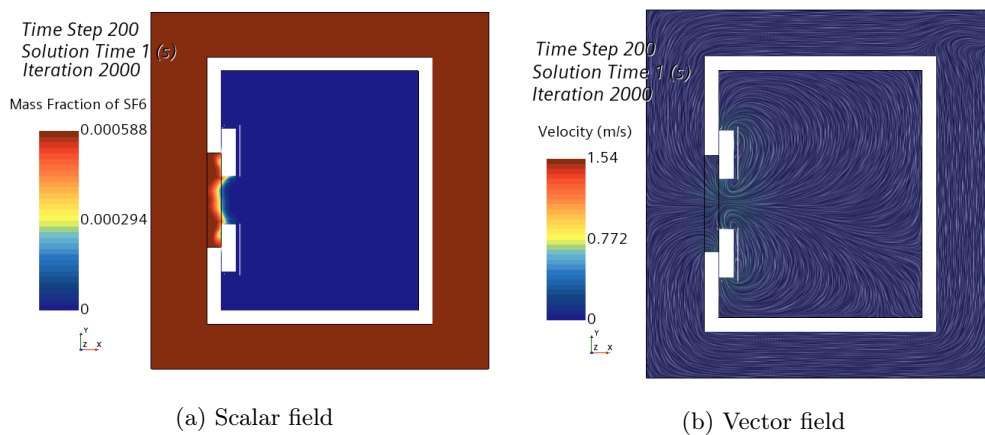 Time Step 200
Solution Time 1 (s)
Iteration 2000
Mass Fraction of SF6
0.000588
0.000294
0
Y
Z X
(a) Scalar field
Time Step 200
Solution Time 1 (s)
Iteration 2000
Velocity (m/s)
1.54
0.772
0
Y
Z X
(b) Vector field